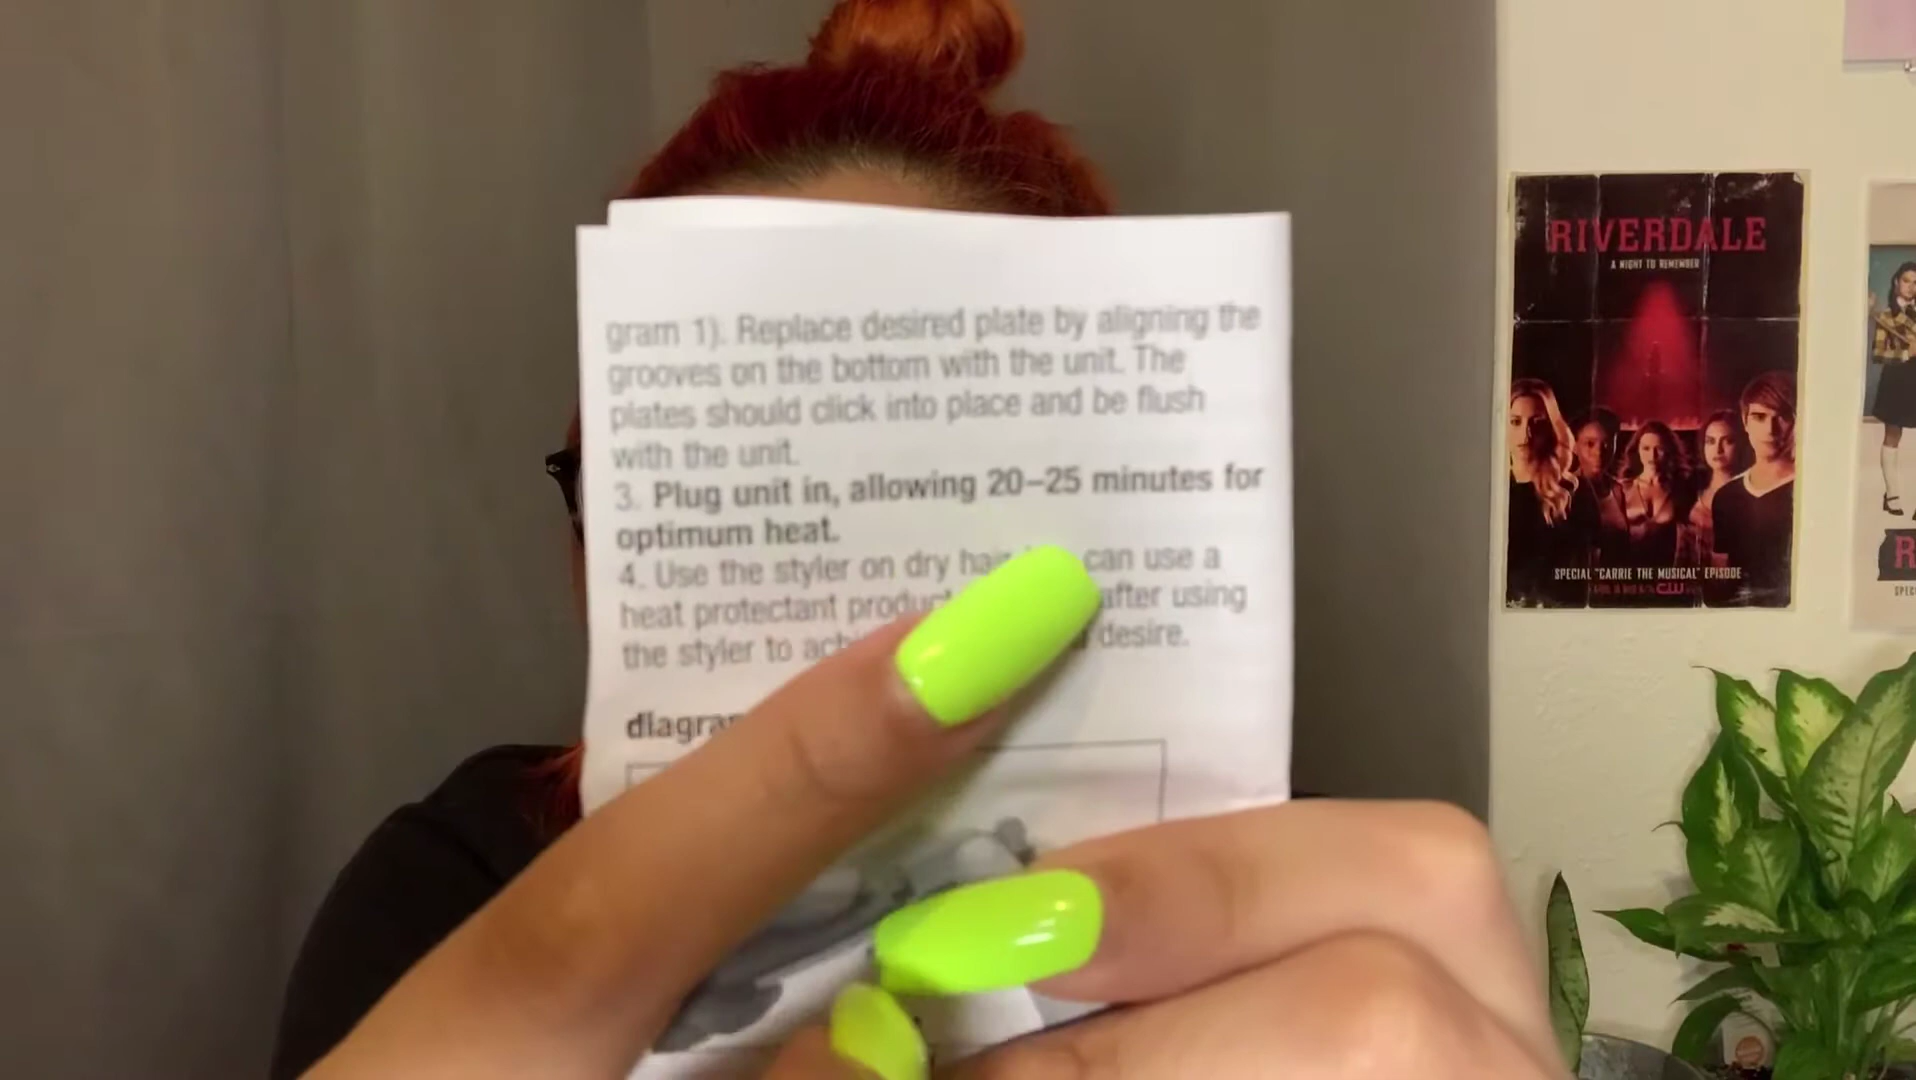 gram 1). Replace desired plate by aligning the
grooves on the bottom with the unit. The
plates should click into place and be flush
with the unit.
3. Plug unit in, allowing 20–25 minutes for
optimum heat.
4. Use the styler on dry can use a
heat protectant after using
the styler to desire.
RIVERDALE
A NIGHT TO REMEMBER
SPECIAL "CARRIE THE MUSICAL" EPISODE
CW
R